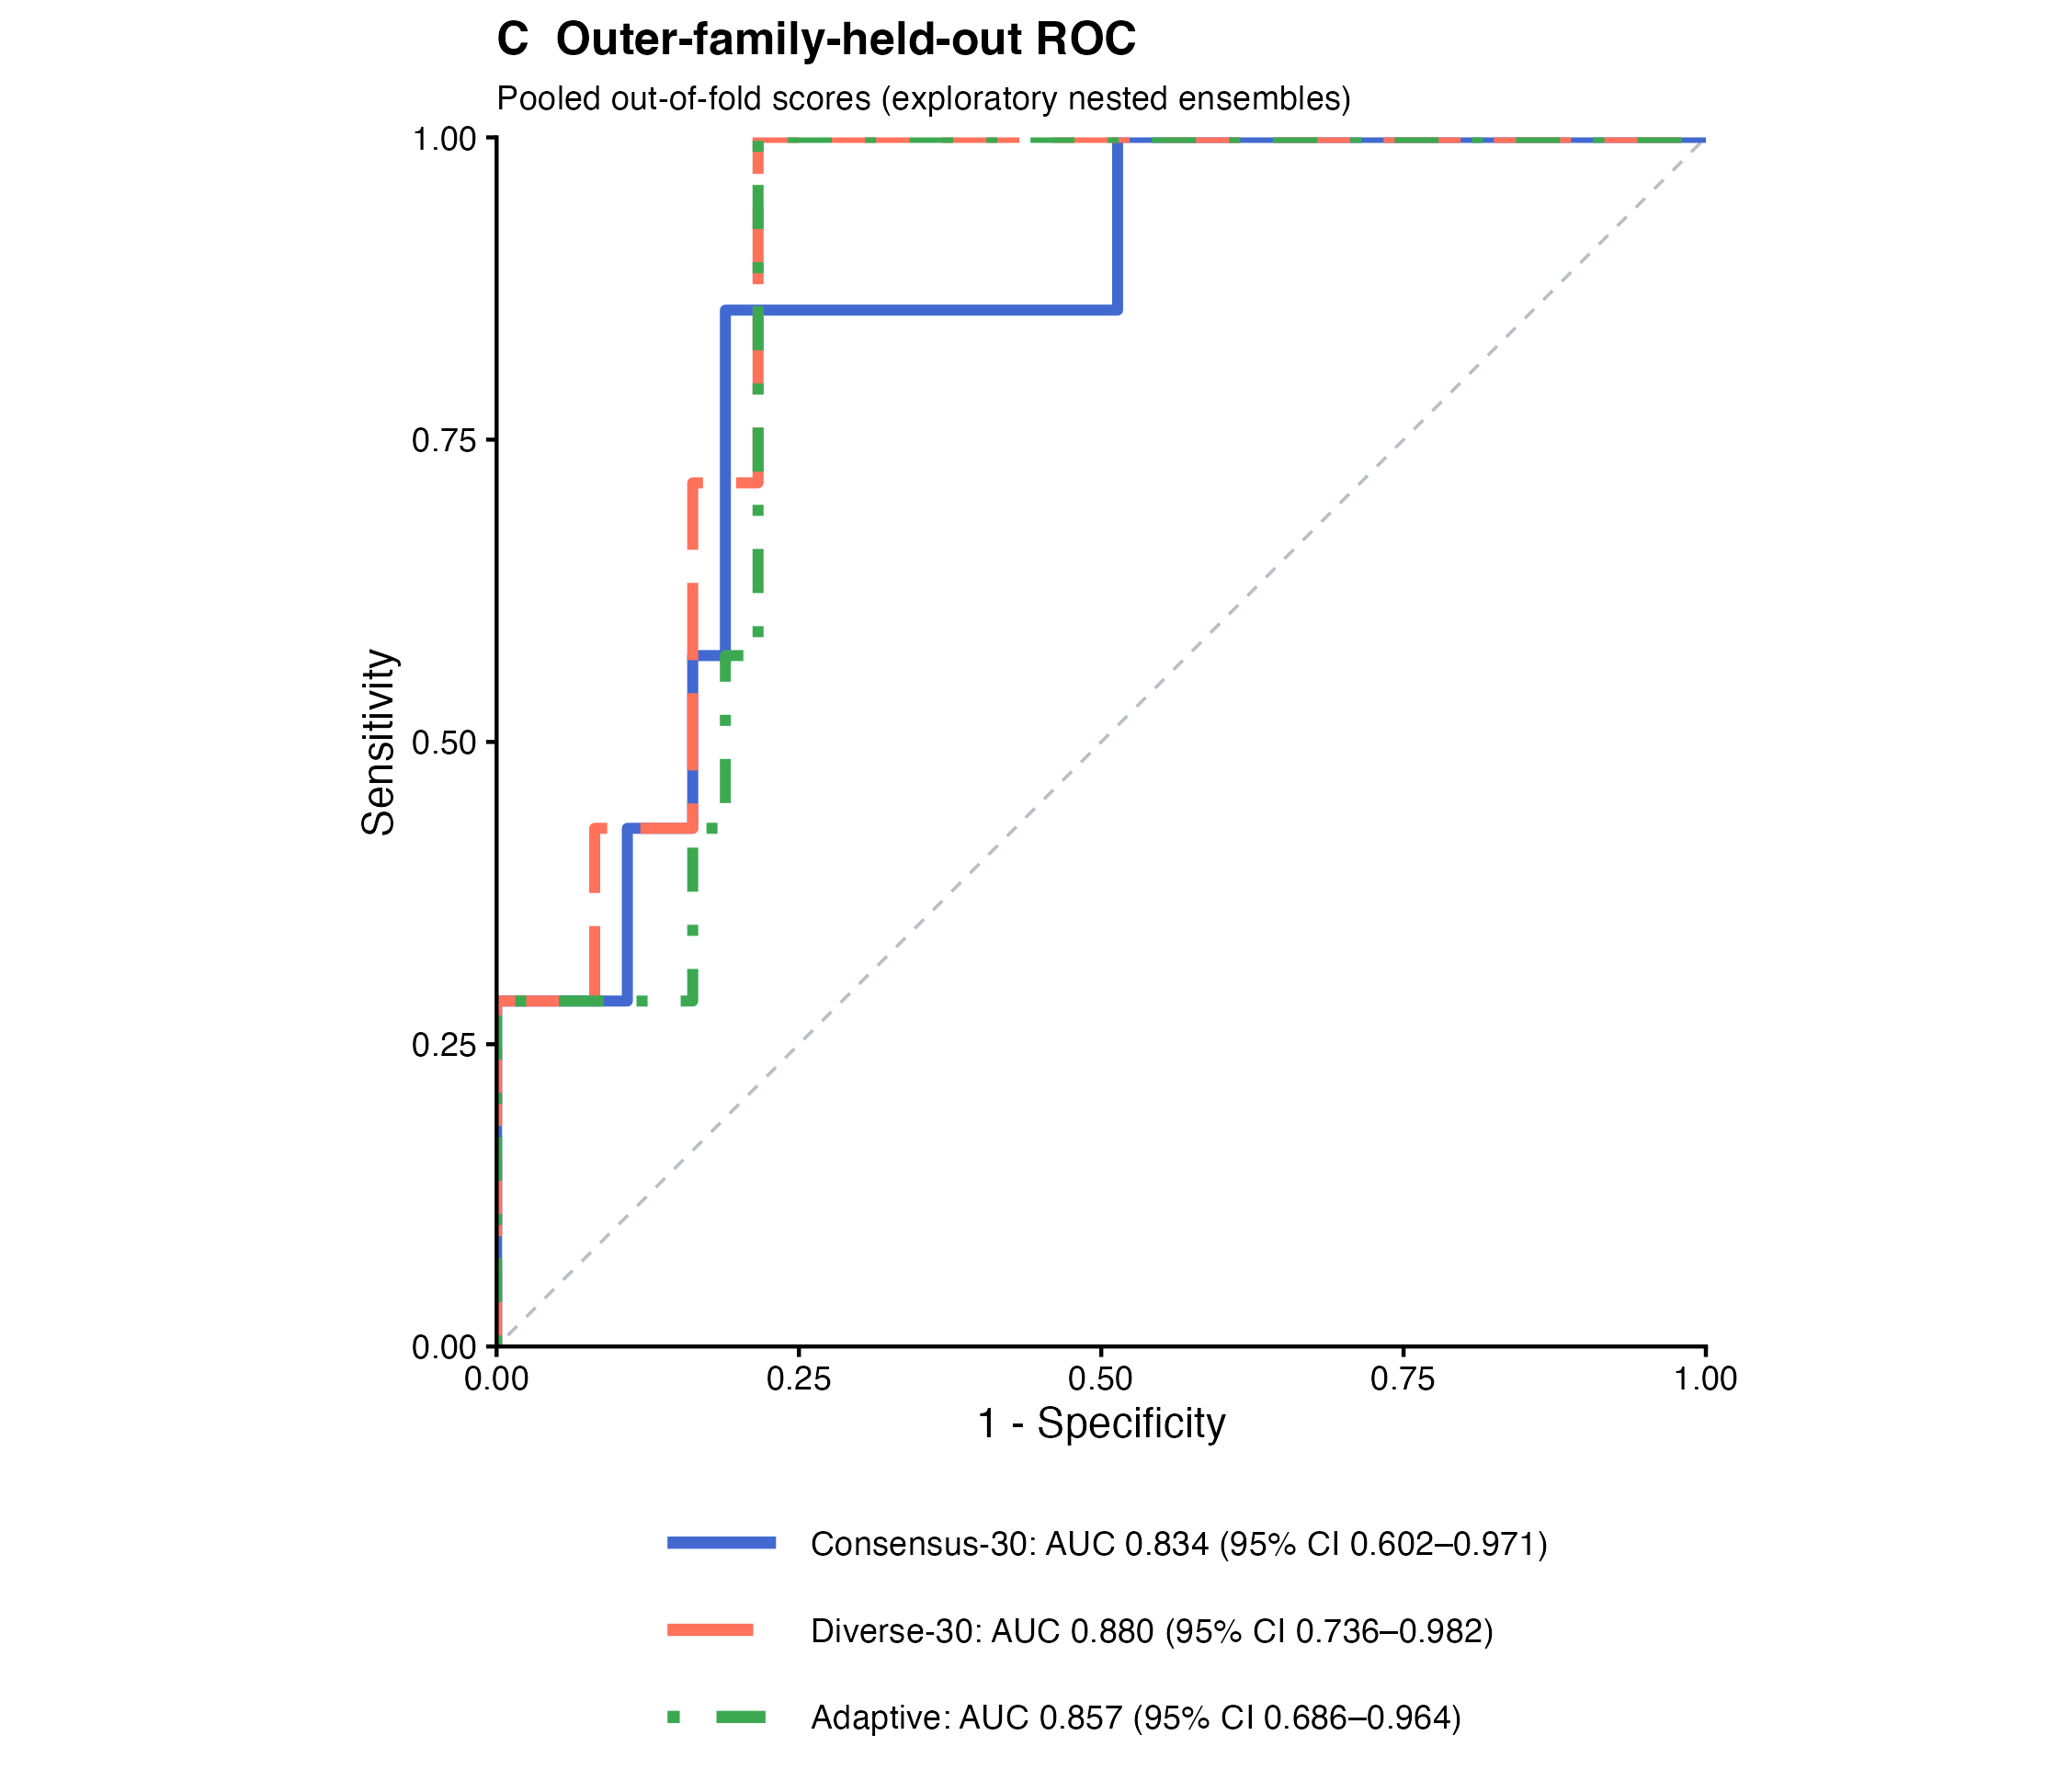 C Outer-family-held-out ROC
Pooled out-of-fold scores (exploratory nested ensembles)
1.00
0.75
0.50
0.25
0.00
Sensitivity
0.00 0.25 0.50 0.75 1.00
1 - Specificity
Consensus-30: AUC 0.834 (95% CI 0.602–0.971)
Diverse-30: AUC 0.880 (95% CI 0.736–0.982)
Adaptive: AUC 0.857 (95% CI 0.686–0.964)